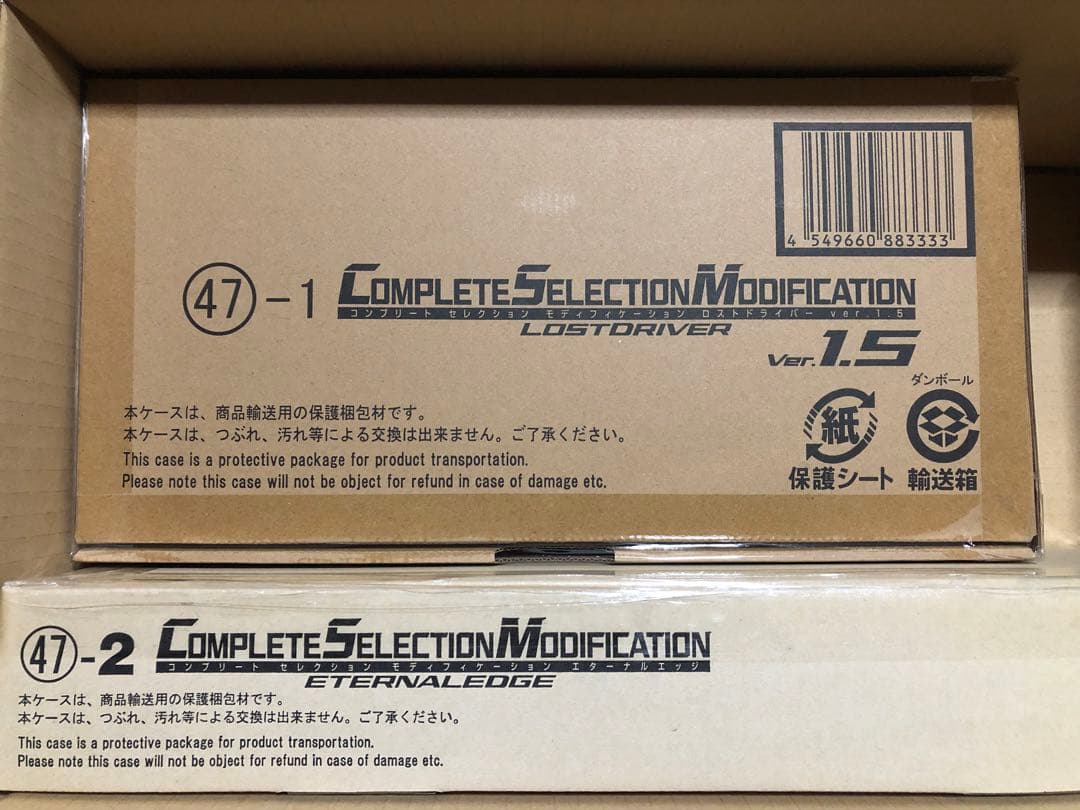 4 549660 883333
㊼-1 COMPLETE SELECTION MODIFICATION
コンプリート セレクション モディフィケーション ロストドライバー ver.1.5
LOSTDRIVER
Ver.1.5
ダンボール
紙
保護シート 輸送箱
本ケースは、商品輸送用の保護梱包材です。
本ケースは、つぶれ、汚れ等による交換は出来ません。ご了承ください。
This case is a protective package for product transportation.
Please note this case will not be object for refund in case of damage etc.
㊼-2 COMPLETE SELECTION MODIFICATION
コンプリート セレクション モディフィケーション エターナルエッジ
ETERNALEDGE
本ケースは、商品輸送用の保護梱包材です。
本ケースは、つぶれ、汚れ等による交換は出来ません。ご了承ください。
This case is a protective package for product transportation.
Please note this case will not be object for refund in case of damage etc.